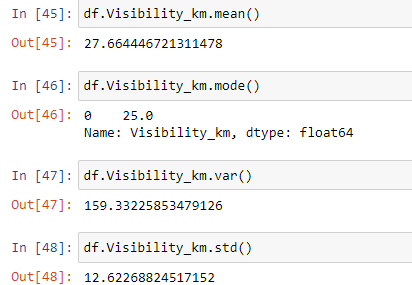 In [45]: df.Visibility_km.mean()
Out[45]: 27.664446721311478
In [46]: df.Visibility_km.mode()
Out[46]: 0    25.0
Name: Visibility_km, dtype: float64
In [47]: df.Visibility_km.var()
Out[47]: 159.33225853479126
In [48]: df.Visibility_km.std()
Out[48]: 12.62268824517152